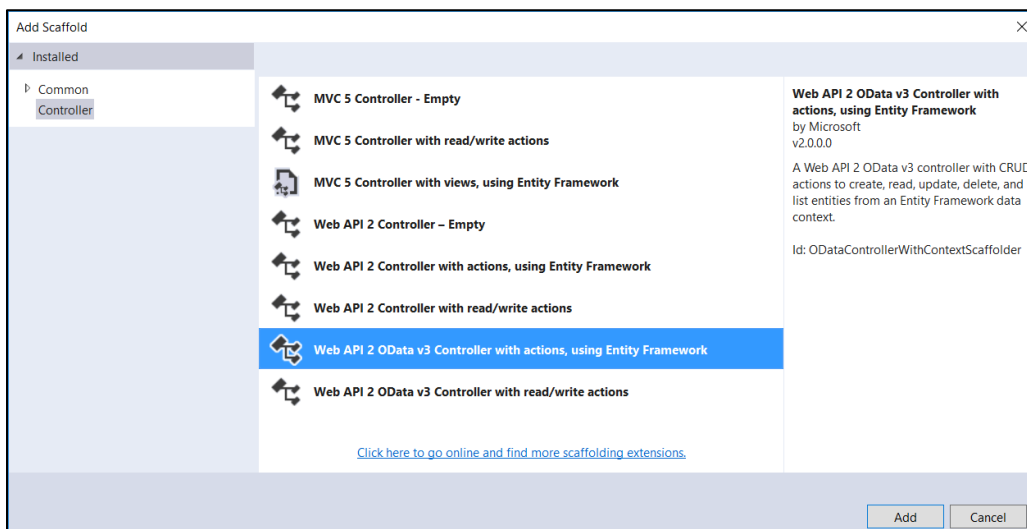 Add Scaffold
Installed
Common
Controller
MVC 5 Controller - Empty
MVC 5 Controller with read/write actions
MVC 5 Controller with views, using Entity Framework
Web API 2 Controller – Empty
Web API 2 Controller with actions, using Entity Framework
Web API 2 Controller with read/write actions
Web API 2 OData v3 Controller with actions, using Entity Framework
Web API 2 OData v3 Controller with read/write actions
Click here to go online and find more scaffolding extensions.
Web API 2 OData v3 Controller with
actions, using Entity Framework
by Microsoft
v2.0.0.0
A Web API 2 OData v3 controller with CRUD
actions to create, read, update, delete, and
list entities from an Entity Framework data
context.
Id: ODataControllerWithContextScaffolder
Add
Cancel